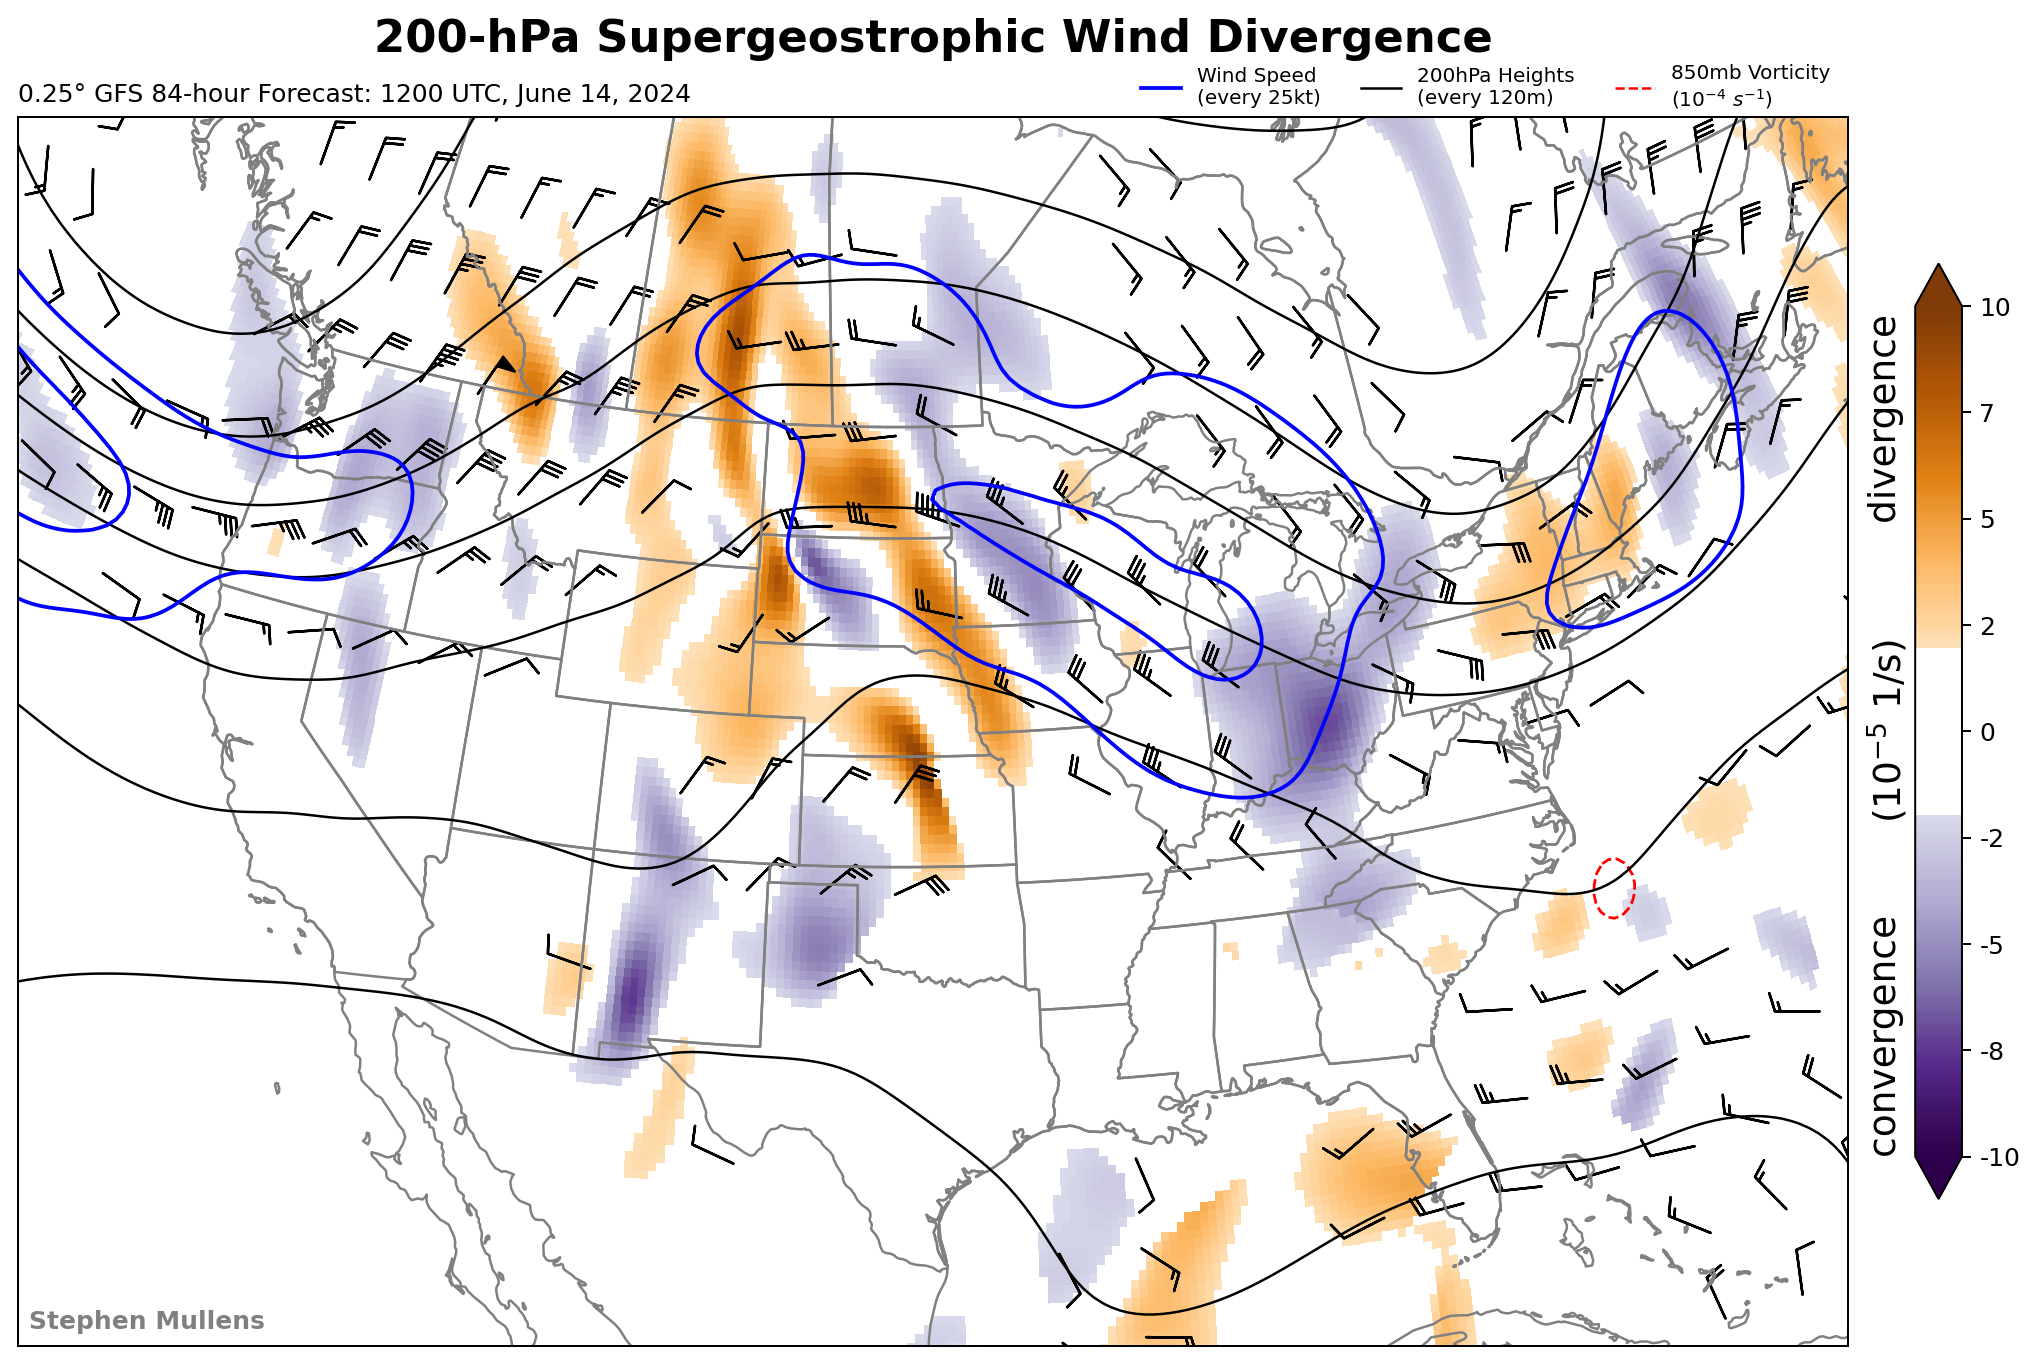 200-hPa Supergeostrophic Wind Divergence
0.25° GFS 84-hour Forecast: 1200 UTC, June 14, 2024
Wind Speed
(every 25kt)
200hPa Heights
(every 120m)
850mb Vorticity
(10⁻⁴ s⁻¹)
10
7
5
2
0
-2
-5
-8
-10
convergence (10⁻⁵ 1/s) divergence
Stephen Mullens